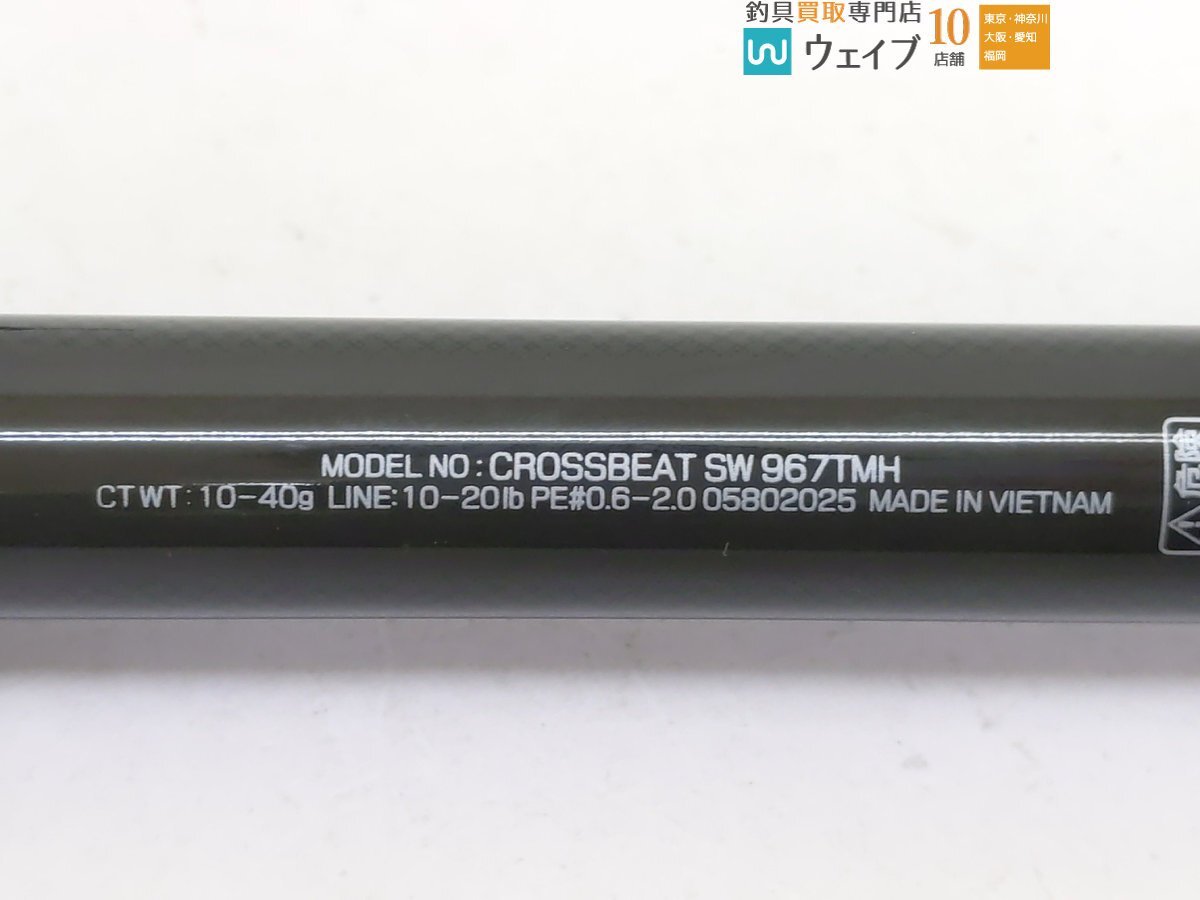 釣具買取専門店
ウェイブ
10
店舗
東京・神奈川
大阪・愛知
福岡
MODEL NO : CROSSBEAT SW 967TMH
CT WT : 10-40g LINE: 10-20lb PE#0.6-2.0 05802025 MADE IN VIETNAM
危険